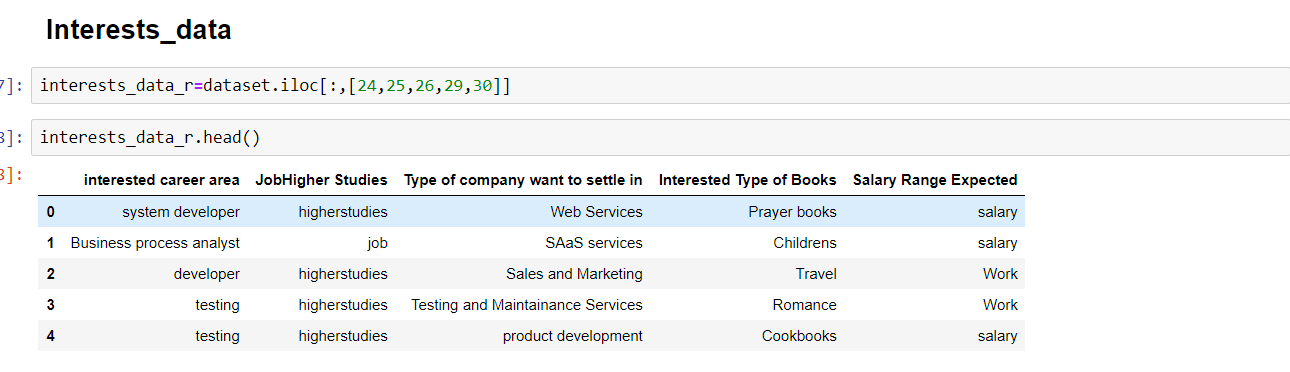 Interests_data
7]: interests_data_r=dataset.iloc[:,[24,25,26,29,30]]
8]: interests_data_r.head()
8]:
interested career area JobHigher Studies Type of company want to settle in Interested Type of Books Salary Range Expected
0 system developer higherstudies Web Services Prayer books salary
1 Business process analyst job SAaS services Childrens salary
2 developer higherstudies Sales and Marketing Travel Work
3 testing higherstudies Testing and Maintainance Services Romance Work
4 testing higherstudies product development Cookbooks salary